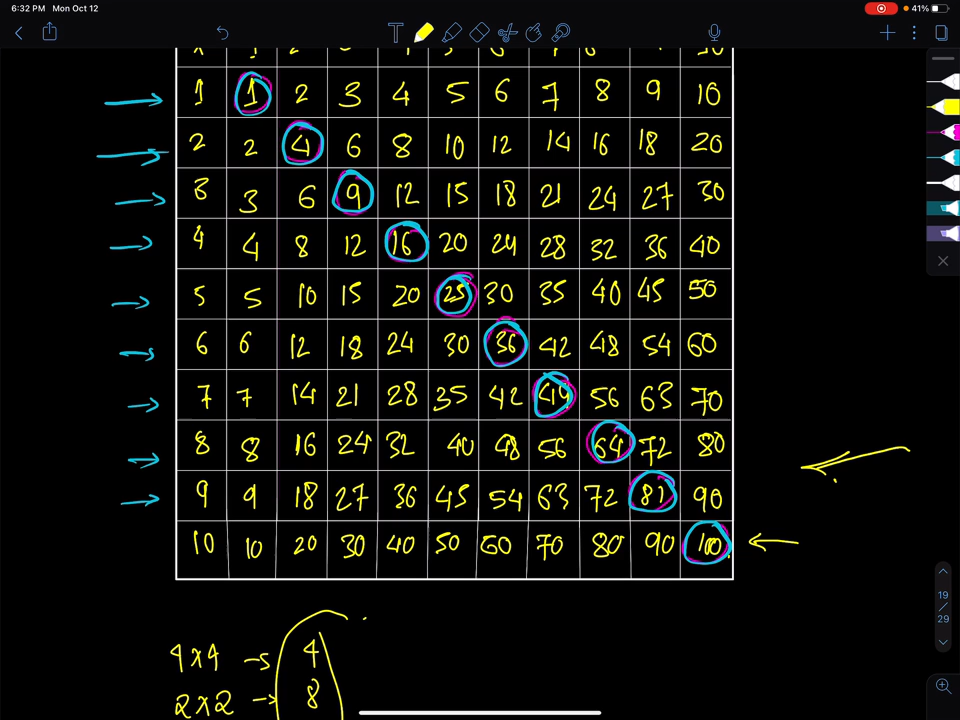 6:32 PM Mon Oct 12
41%
T
1 1 2 3 4 5 6 7 8 9 10
2 2 4 6 8 10 12 14 16 18 20
3 3 6 9 12 15 18 21 24 27 30
4 4 8 12 16 20 24 28 32 36 40
5 5 10 15 20 25 30 35 40 45 50
6 6 12 18 24 30 36 42 48 54 60
7 7 14 21 28 35 42 49 56 63 70
8 8 16 24 32 40 48 56 64 72 80
9 9 18 27 36 45 54 63 72 81 90
10 10 20 30 40 50 60 70 80 90 100
19
/
29
4x4 → 4
2x2 → 8